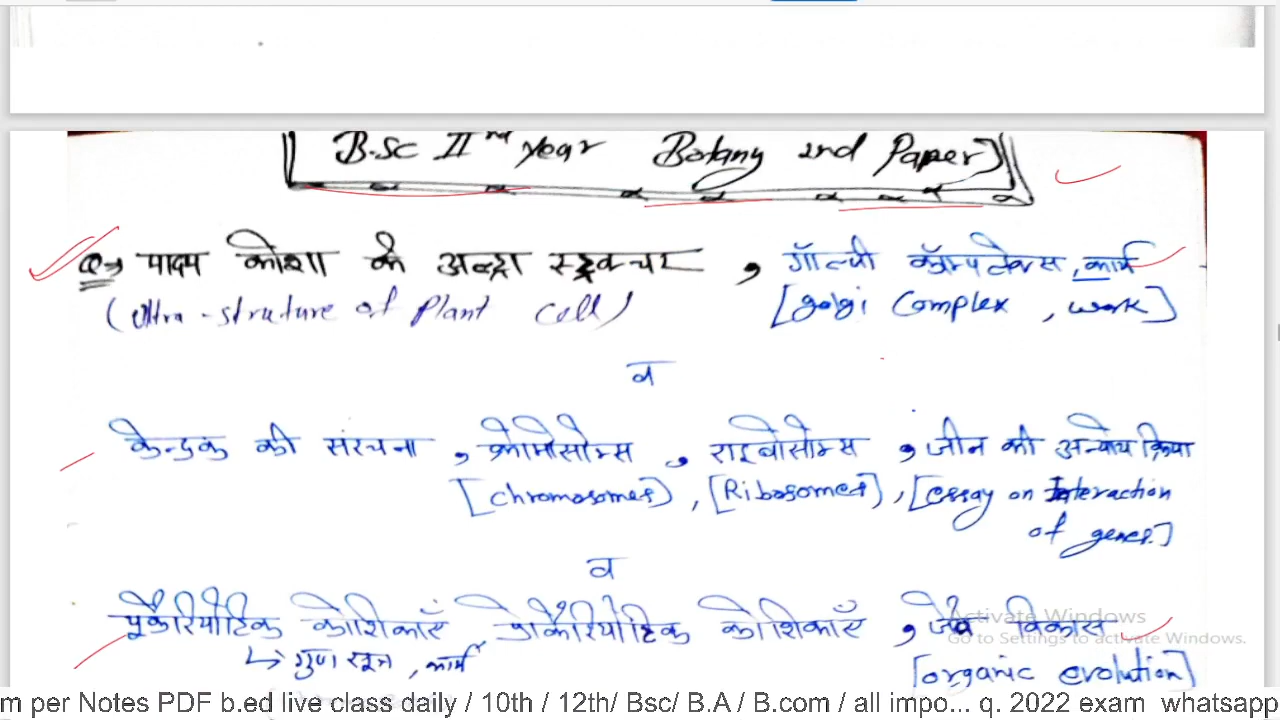 B.Sc IInd year Botany 2nd Paper]
Q→ पादप कोशा के अल्ट्रा स्ट्रक्चर , गॉल्जी कॉम्पलेक्स, कार्य
(Ultra-struture of Plant Cell) [golgi Complex , work]
व
केन्द्रक की संरचना , क्रोमोसोम्स , राइबोसोम्स , जीन की अन्योय क्रिया
[chromosomes), [Ribosomes), [essay on Interaction
of genes]
व
यूकैरियोटिक कोशिकाएँ प्रोकैरियोटिक कोशिकाएँ , जैव विकास
↳ गुण सूत्र , कार्य
[organic evolution]
Activate Windows
Go to Settings to activate Windows.
m per Notes PDF b.ed live class daily / 10th / 12th/ Bsc/ B.A / B.com / all impo... q. 2022 exam whatsapp